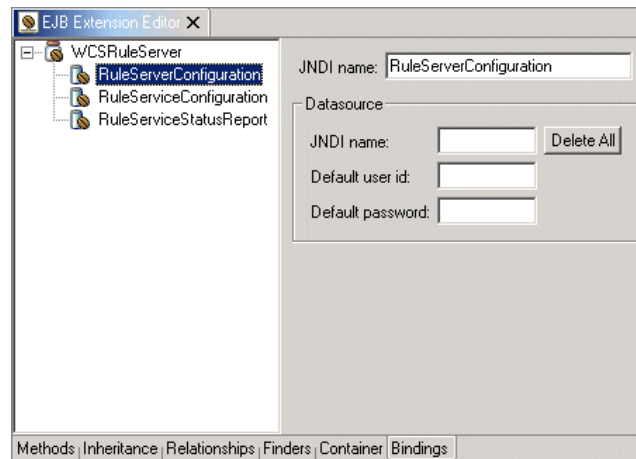 EJB Extension Editor
WCSRuleServer
RuleServerConfiguration
RuleServiceConfiguration
RuleServiceStatusReport
JNDI name: RuleServerConfiguration
Datasource
JNDI name: Delete All
Default user id:
Default password:
Methods Inheritance Relationships Finders Container Bindings